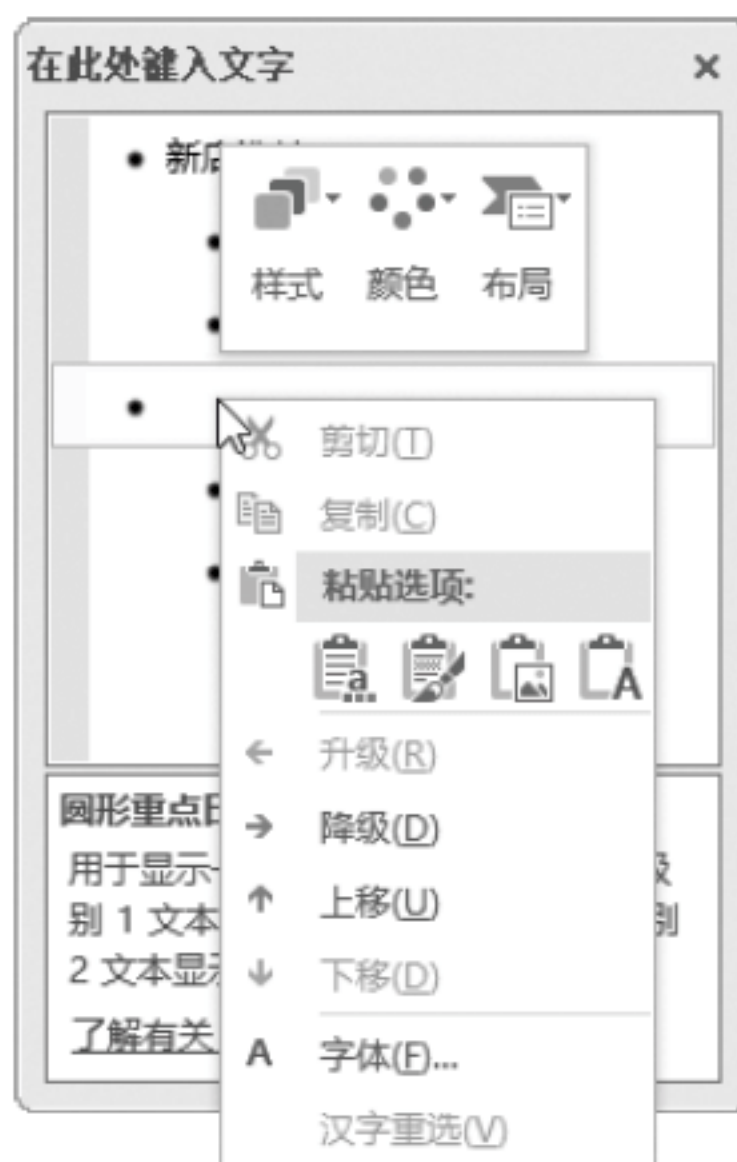 在此处键入文字
新店
样式 颜色 布局
剪切(T)
复制(C)
粘贴选项:
升级(R)
降级(D)
上移(U)
下移(D)
字体(F)...
汉字重选(V)
圆形重点日
用于显示 级
别 1 文本 别
2 文本显示
了解有关